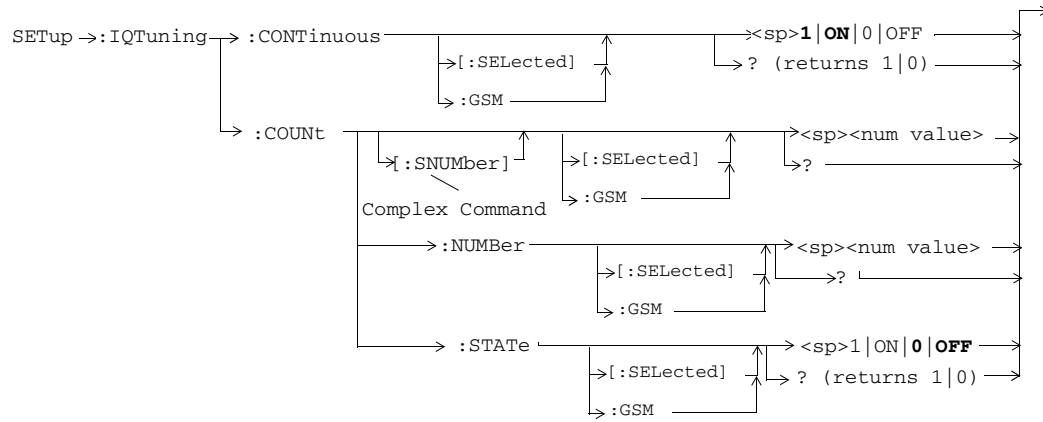 SETup :IQTuning :CONTinuous <sp>1|ON|0|OFF
[:SELected] ? (returns 1|0)
:GSM
:COUNt <sp><num value>
[:SNUMber] [:SELected] ?
:GSM
Complex Command
:NUMBer <sp><num value>
[:SELected] ?
:GSM
:STATe <sp>1|ON|0|OFF
[:SELected] ? (returns 1|0)
:GSM